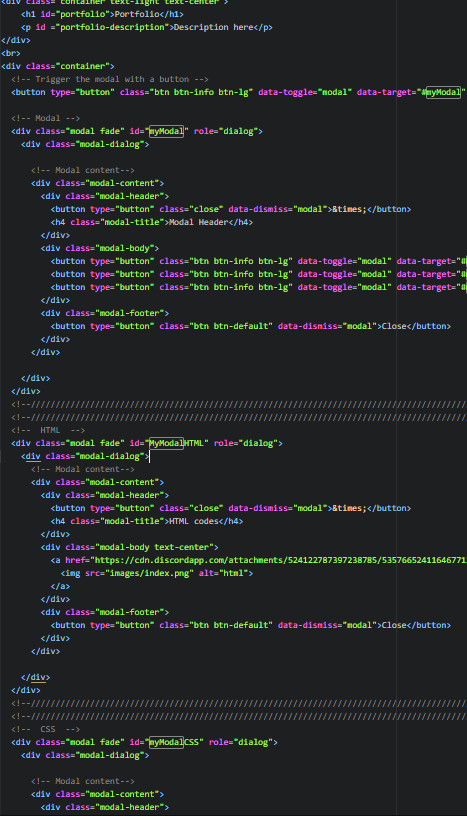 <div class="container text-light text-center">
<h1 id="portfolio">Portfolio</h1>
<p id ="portfolio-description">Description here</p>
</div>
<br>
<div class="container">
<!-- Trigger the modal with a button -->
<button type="button" class="btn btn-info btn-lg" data-toggle="modal" data-target="#myModal"
<!-- Modal -->
<div class="modal fade" id="myModal" role="dialog">
<div class="modal-dialog">
<!-- Modal content-->
<div class="modal-content">
<div class="modal-header">
<button type="button" class="close" data-dismiss="modal">&times;</button>
<h4 class="modal-title">Modal Header</h4>
</div>
<div class="modal-body">
<button type="button" class="btn btn-info btn-lg" data-toggle="modal" data-target="#
<button type="button" class="btn btn-info btn-lg" data-toggle="modal" data-target="#
<button type="button" class="btn btn-info btn-lg" data-toggle="modal" data-target="#
</div>
<div class="modal-footer">
<button type="button" class="btn btn-default" data-dismiss="modal">Close</button>
</div>
</div>
</div>
</div>
<!--//////////////////////////////////////////////////////////////////////////////////////
<!--//////////////////////////////////////////////////////////////////////////////////////
<!--  HTML  -->
<div class="modal fade" id="MyModalHTML" role="dialog">
<div class="modal-dialog">
<!-- Modal content-->
<div class="modal-content">
<div class="modal-header">
<button type="button" class="close" data-dismiss="modal">&times;</button>
<h4 class="modal-title">HTML codes</h4>
</div>
<div class="modal-body text-center">
<a href="https://cdn.discordapp.com/attachments/524122787397238785/53576652411646771
<img src="images/index.png" alt="html">
</a>
</div>
<div class="modal-footer">
<button type="button" class="btn btn-default" data-dismiss="modal">Close</button>
</div>
</div>
</div>
</div>
<!--//////////////////////////////////////////////////////////////////////////////////////
<!--//////////////////////////////////////////////////////////////////////////////////////
<!--  CSS  -->
<div class="modal fade" id="myModalCSS" role="dialog">
<div class="modal-dialog">
<!-- Modal content-->
<div class="modal-content">
<div class="modal-header">